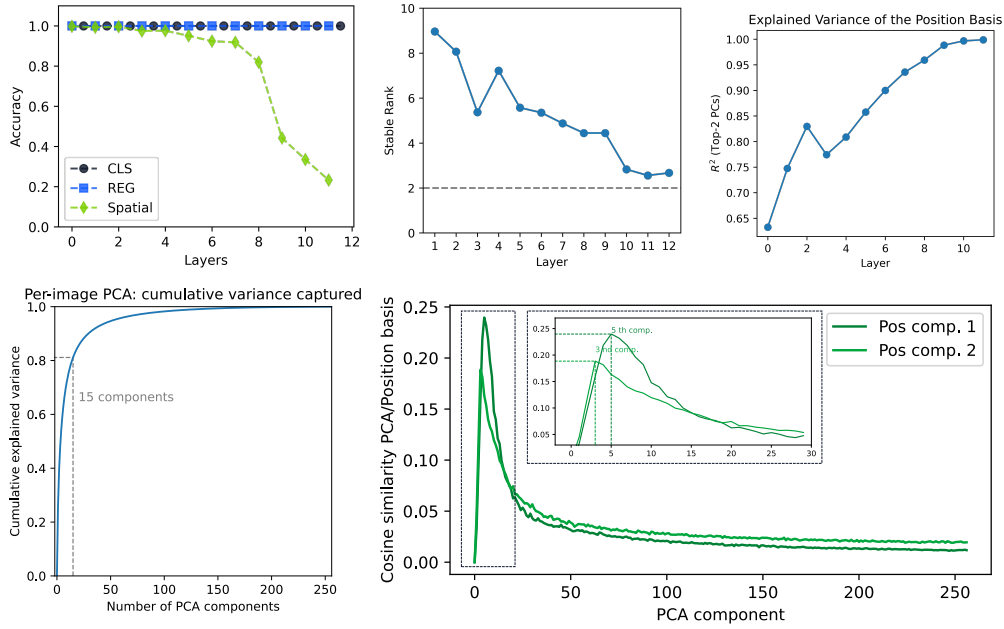 Accuracy
1.0
0.8
0.6
0.4
0.2
0.0
CLS
REG
Spatial
0 2 4 6 8 10 12
Layers
Stable Rank
10
8
6
4
2
0
1 2 3 4 5 6 7 8 9 10 11 12
Layer
Explained Variance of the Position Basis
R² (Top-2 PCs)
1.00
0.95
0.90
0.85
0.80
0.75
0.70
0.65
0 2 4 6 8 10
Layer
Per-image PCA: cumulative variance captured
Cumulative explained variance
1.0
0.8
0.6
0.4
0.2
0.0
15 components
0 50 100 150 200 250
Number of PCA components
Cosine similarity PCA/Position basis
0.25
0.20
0.15
0.10
0.05
0.00
0.25
0.20
0.15
0.10
0.05
5 th comp.
3 nd comp.
0 5 10 15 20 25 30
Pos comp. 1
Pos comp. 2
0 50 100 150 200 250
PCA component